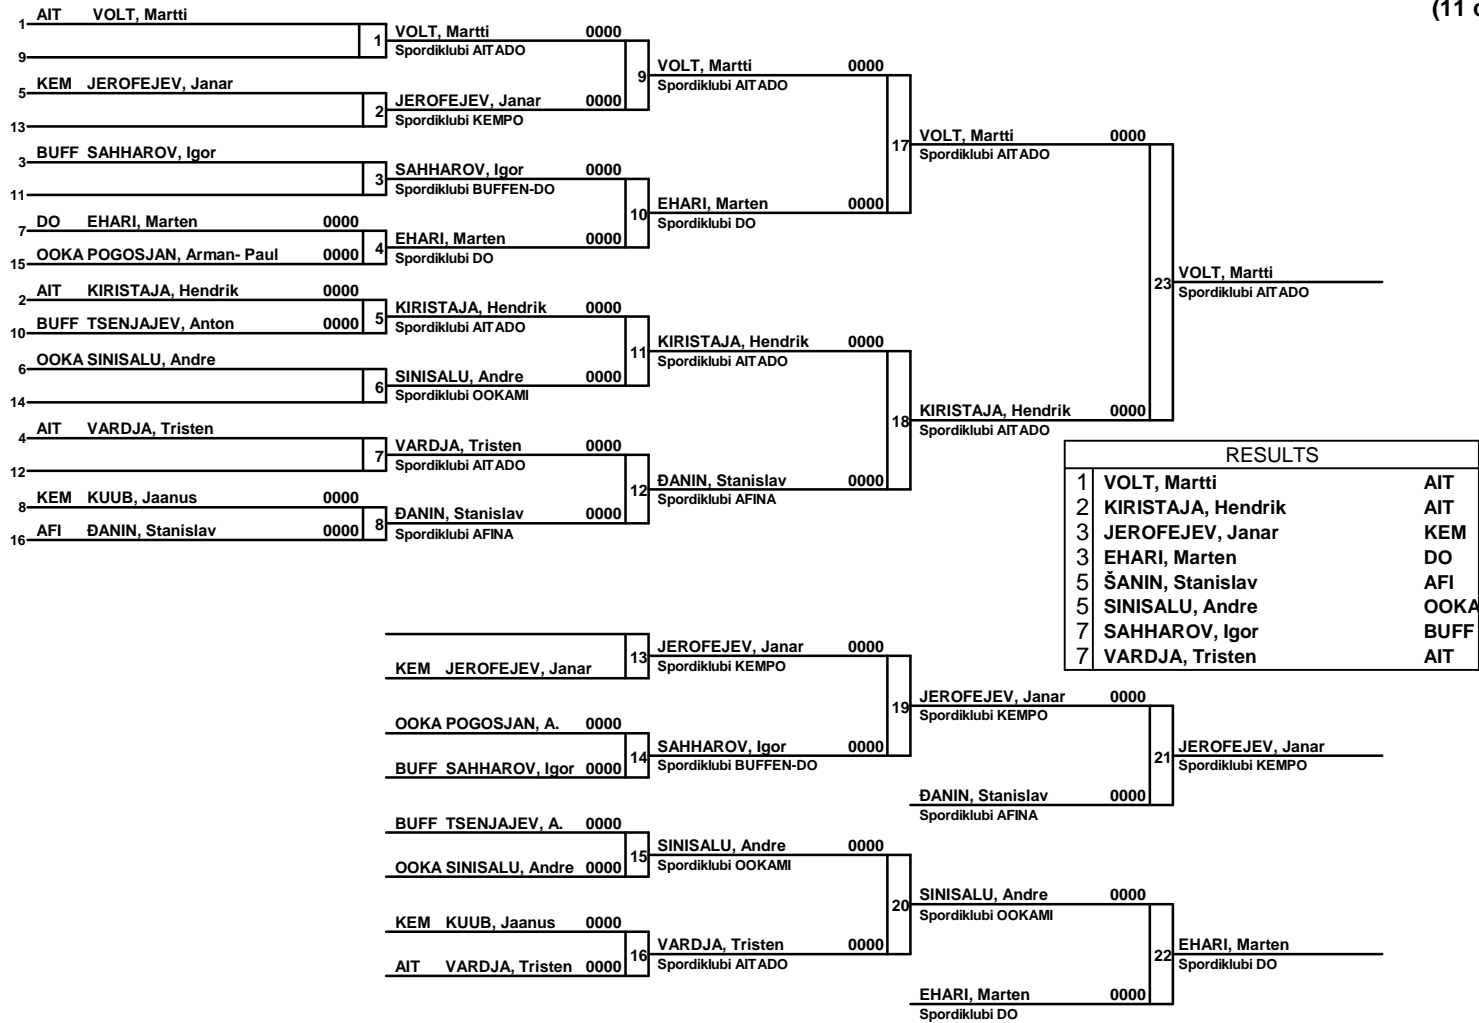 (11 c
1 AIT VOLT, Martti
1 VOLT, Martti 0000
Spordiklubi AITADO
9
9 VOLT, Martti 0000
Spordiklubi AITADO
5 KEM JEROFEJEV, Janar
2 JEROFEJEV, Janar 0000
Spordiklubi KEMPO
13
17 VOLT, Martti 0000
Spordiklubi AITADO
3 BUFF SAHHAROV, Igor
3 SAHHAROV, Igor 0000
Spordiklubi BUFFEN-DO
11
10 EHARI, Marten 0000
Spordiklubi DO
7 DO EHARI, Marten 0000
4 EHARI, Marten 0000
Spordiklubi DO
15 OOKA POGOSJAN, Arman- Paul 0000
23 VOLT, Martti
Spordiklubi AITADO
2 AIT KIRISTAJA, Hendrik 0000
5 KIRISTAJA, Hendrik 0000
Spordiklubi AITADO
10 BUFF TSENJAJEV, Anton 0000
11 KIRISTAJA, Hendrik 0000
Spordiklubi AITADO
6 OOKA SINISALU, Andre
6 SINISALU, Andre 0000
Spordiklubi OOKAMI
14
18 KIRISTAJA, Hendrik 0000
Spordiklubi AITADO
4 AIT VARDJA, Tristen
7 VARDJA, Tristen 0000
Spordiklubi AITADO
12
12 ĐANIN, Stanislav 0000
Spordiklubi AFINA
8 KEM KUUB, Jaanus 0000
8 ĐANIN, Stanislav 0000
Spordiklubi AFINA
16 AFI ĐANIN, Stanislav 0000
RESULTS
1 VOLT, Martti AIT
2 KIRISTAJA, Hendrik AIT
3 JEROFEJEV, Janar KEM
3 EHARI, Marten DO
5 ŠANIN, Stanislav AFI
5 SINISALU, Andre OOKA
7 SAHHAROV, Igor BUFF
7 VARDJA, Tristen AIT
13 JEROFEJEV, Janar 0000
Spordiklubi KEMPO
KEM JEROFEJEV, Janar
19 JEROFEJEV, Janar 0000
Spordiklubi KEMPO
OOKA POGOSJAN, A. 0000
14 SAHHAROV, Igor 0000
Spordiklubi BUFFEN-DO
BUFF SAHHAROV, Igor 0000
21 JEROFEJEV, Janar
Spordiklubi KEMPO
ĐANIN, Stanislav 0000
Spordiklubi AFINA
BUFF TSENJAJEV, A. 0000
15 SINISALU, Andre 0000
Spordiklubi OOKAMI
OOKA SINISALU, Andre 0000
20 SINISALU, Andre 0000
Spordiklubi OOKAMI
KEM KUUB, Jaanus 0000
16 VARDJA, Tristen 0000
Spordiklubi AITADO
AIT VARDJA, Tristen 0000
22 EHARI, Marten
Spordiklubi DO
EHARI, Marten 0000
Spordiklubi DO